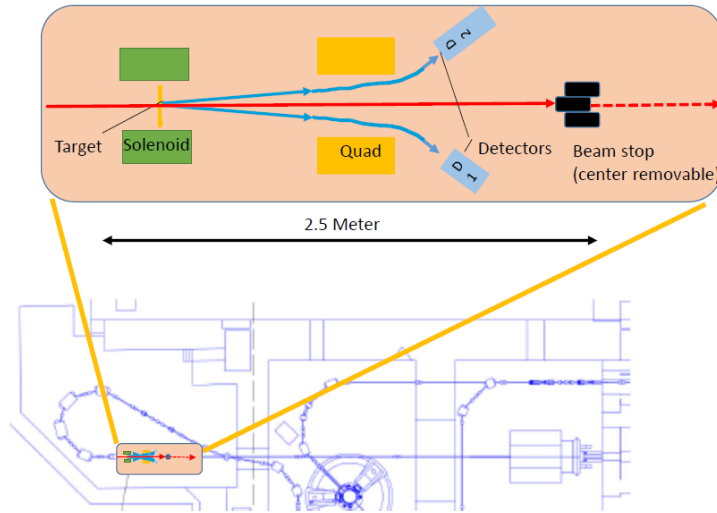 D 2
Target
Solenoid
Quad
D 1
Detectors
Beam stop
(center removable)
2.5 Meter